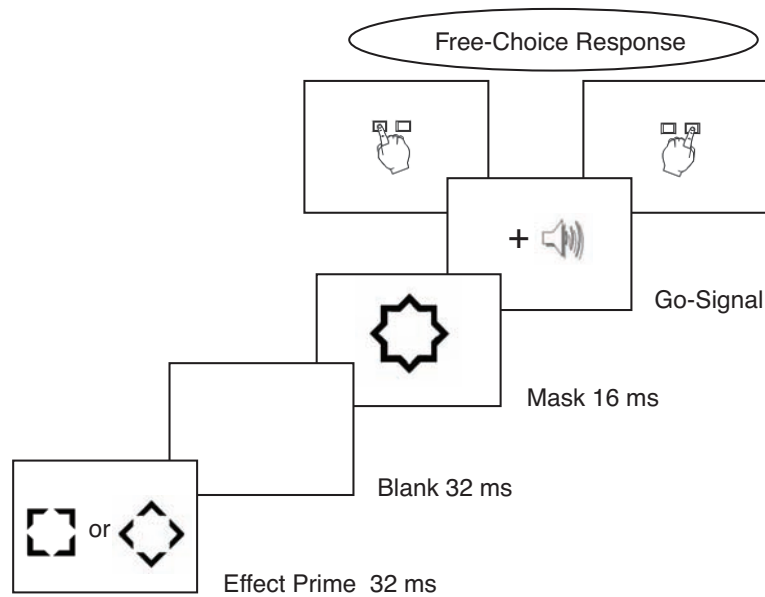 Free-Choice Response
+
Go-Signal
Mask 16 ms
Blank 32 ms
or
Effect Prime 32 ms